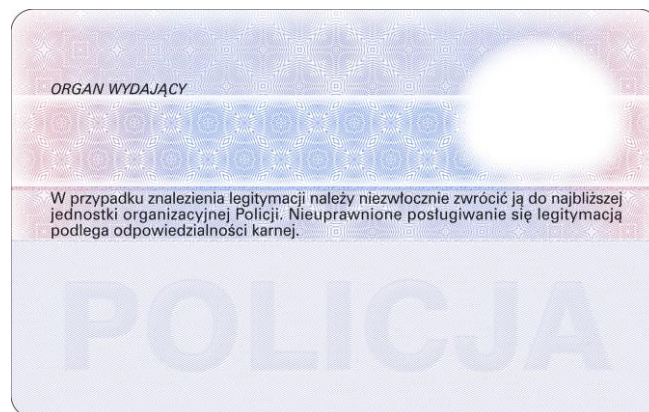 ORGAN WYDAJĄCY
W przypadku znalezienia legitymacji należy niezwłocznie zwrócić ją do najbliższej
jednostki organizacyjnej Policji. Nieuprawnione posługiwanie się legitymacją
podlega odpowiedzialności karnej.
POLICJA